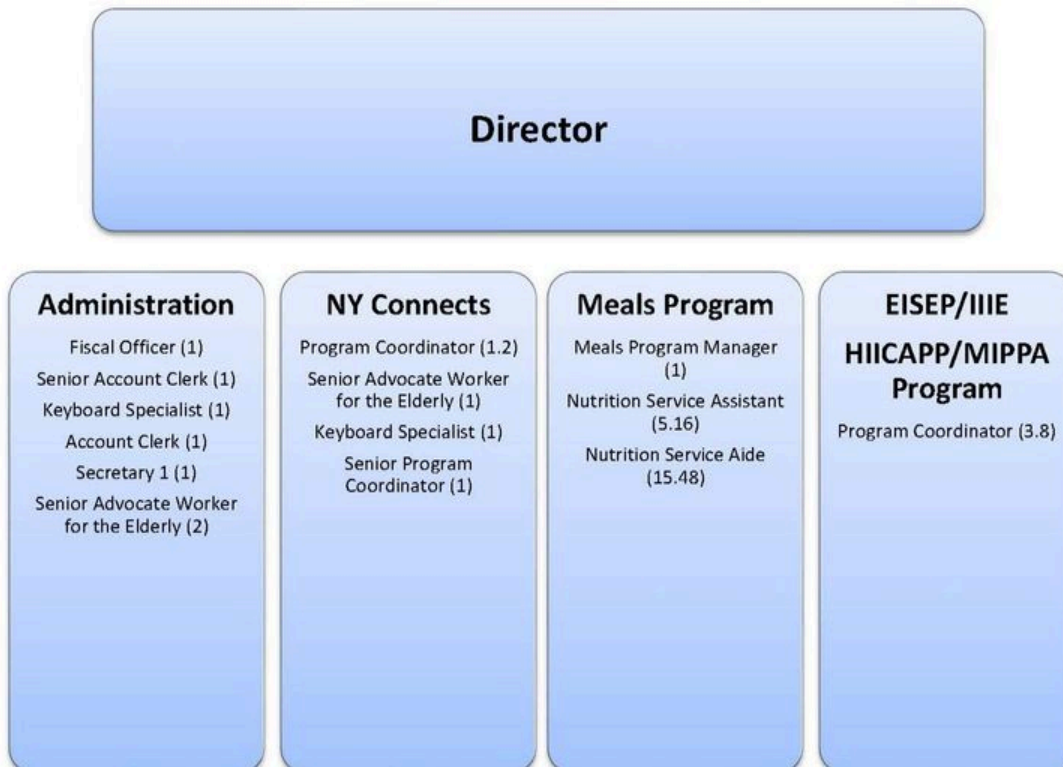 Director
Administration
Fiscal Officer (1)
Senior Account Clerk (1)
Keyboard Specialist (1)
Account Clerk (1)
Secretary 1 (1)
Senior Advocate Worker
for the Elderly (2)
NY Connects
Program Coordinator (1.2)
Senior Advocate Worker
for the Elderly (1)
Keyboard Specialist (1)
Senior Program
Coordinator (1)
Meals Program
Meals Program Manager
(1)
Nutrition Service Assistant
(5.16)
Nutrition Service Aide
(15.48)
EISEP/IIIE
HIICAPP/MIPPA
Program
Program Coordinator (3.8)